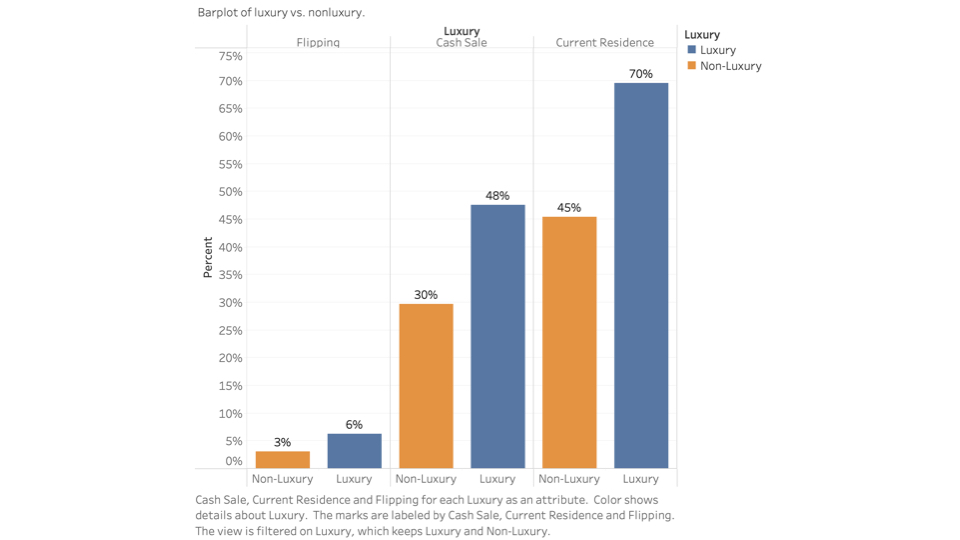 Barplot of luxury vs. nonluxury.
Luxury
Flipping
Cash Sale
Current Residence
Luxury
Luxury
Non-Luxury
75%
70%
65%
60%
55%
50%
45%
40%
35%
30%
25%
20%
15%
10%
5%
0%
Percent
3%
6%
30%
48%
45%
70%
Non-Luxury
Luxury
Non-Luxury
Luxury
Non-Luxury
Luxury
Cash Sale, Current Residence and Flipping for each Luxury as an attribute. Color shows
details about Luxury. The marks are labeled by Cash Sale, Current Residence and Flipping.
The view is filtered on Luxury, which keeps Luxury and Non-Luxury.